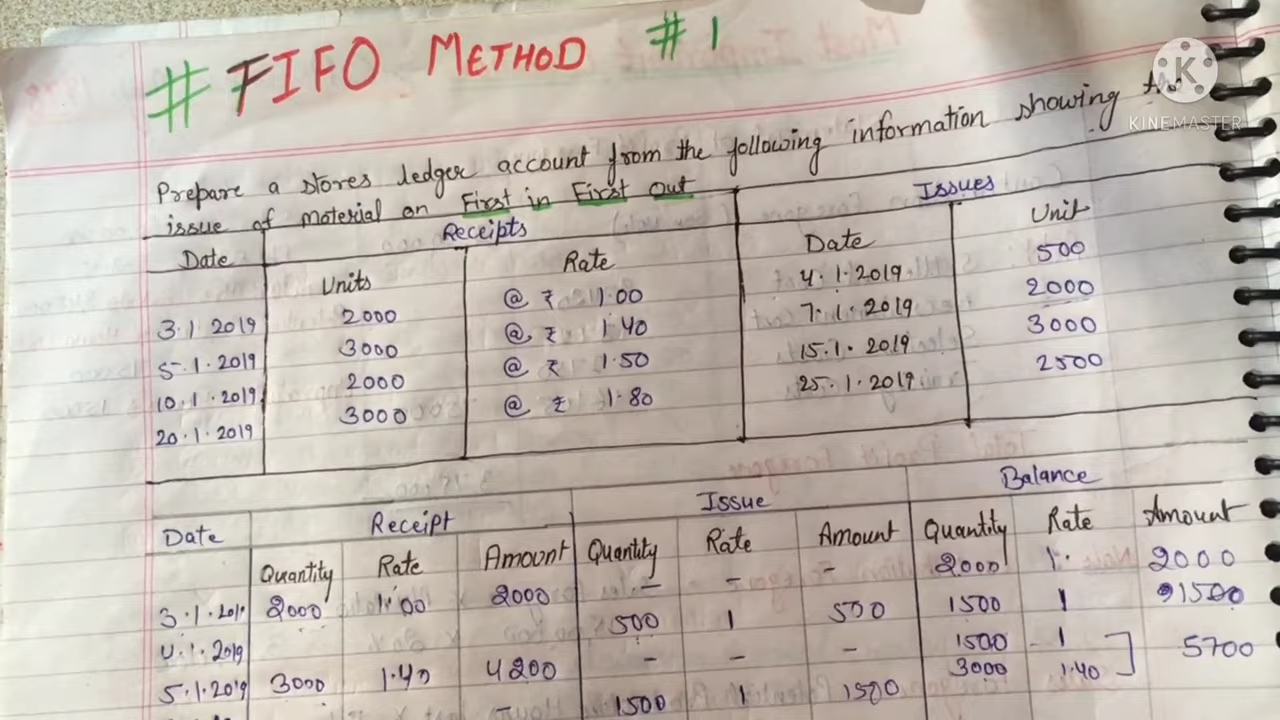 # FIFO METHOD #1
KINEMASTER
Prepare a stores ledger account from the following information showing the
issue of material on First in First Out
Receipts Issues
Date Units Rate Date Unit
3.1.2019 2000 @ ₹ 1.00 4.1.2019 500
5.1.2019 3000 @ ₹ 1.40 7.1.2019 2000
10.1.2019 2000 @ ₹ 1.50 15.1.2019 3000
20.1.2019 3000 @ ₹ 1.80 25.1.2019 2500
Date Receipt Issue Balance
Quantity Rate Amount Quantity Rate Amount Quantity Rate Amount
3.1.2019 2000 1.00 2000 - - - 2000 1. 2000
4.1.2019 500 1 500 1500 1 1500
5.1.2019 3000 1.40 4200 - - - 1500 - 1
3000 1.40 ] 5700
- 1500 1 1500